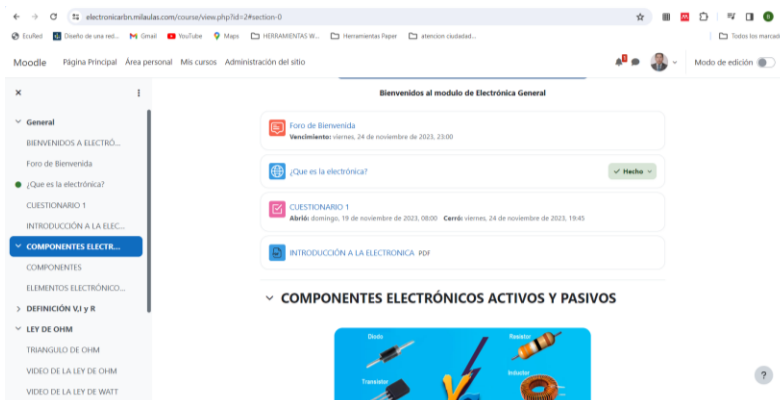 electronicarbn.milaulas.com/course/view.php?id=2#section-0
EcuRed
Diseño de una red...
Gmail
YouTube
Maps
HERRAMIENTAS W...
Herramientas Paper
atencion ciudadad...
Todos los marcad
Moodle
Página Principal
Área personal
Mis cursos
Administración del sitio
Modo de edición
Bienvenidos al modulo de Electrónica General
General
BIENVENIDOS A ELECTRÓ...
Foro de Bienvenida
¿Que es la electrónica?
CUESTIONARIO 1
INTRODUCCIÓN A LA ELEC...
COMPONENTES ELECTR...
COMPONENTES
ELEMENTOS ELECTRÓNICO...
DEFINICIÓN V,I y R
LEY DE OHM
TRIANGULO DE OHM
VIDEO DE LA LEY DE OHM
VIDEO DE LA LEY DE WATT
Foro de Bienvenida
Vencimiento: viernes, 24 de noviembre de 2023, 23:00
¿Que es la electrónica?
Hecho
CUESTIONARIO 1
Abrió: domingo, 19 de noviembre de 2023, 08:00 Cerró: viernes, 24 de noviembre de 2023, 19:45
INTRODUCCIÓN A LA ELECTRONICA PDF
COMPONENTES ELECTRÓNICOS ACTIVOS Y PASIVOS
Diodo
Resistor
Transistor
Inductor
?